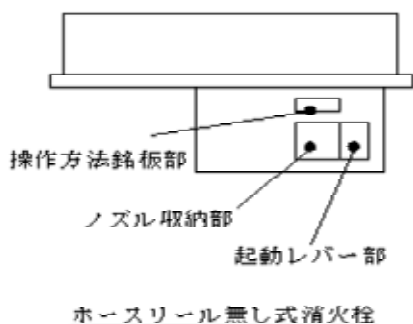 操作方法銘板部
ノズル収納部
起動レバー部
ホースリール無し式消火栓